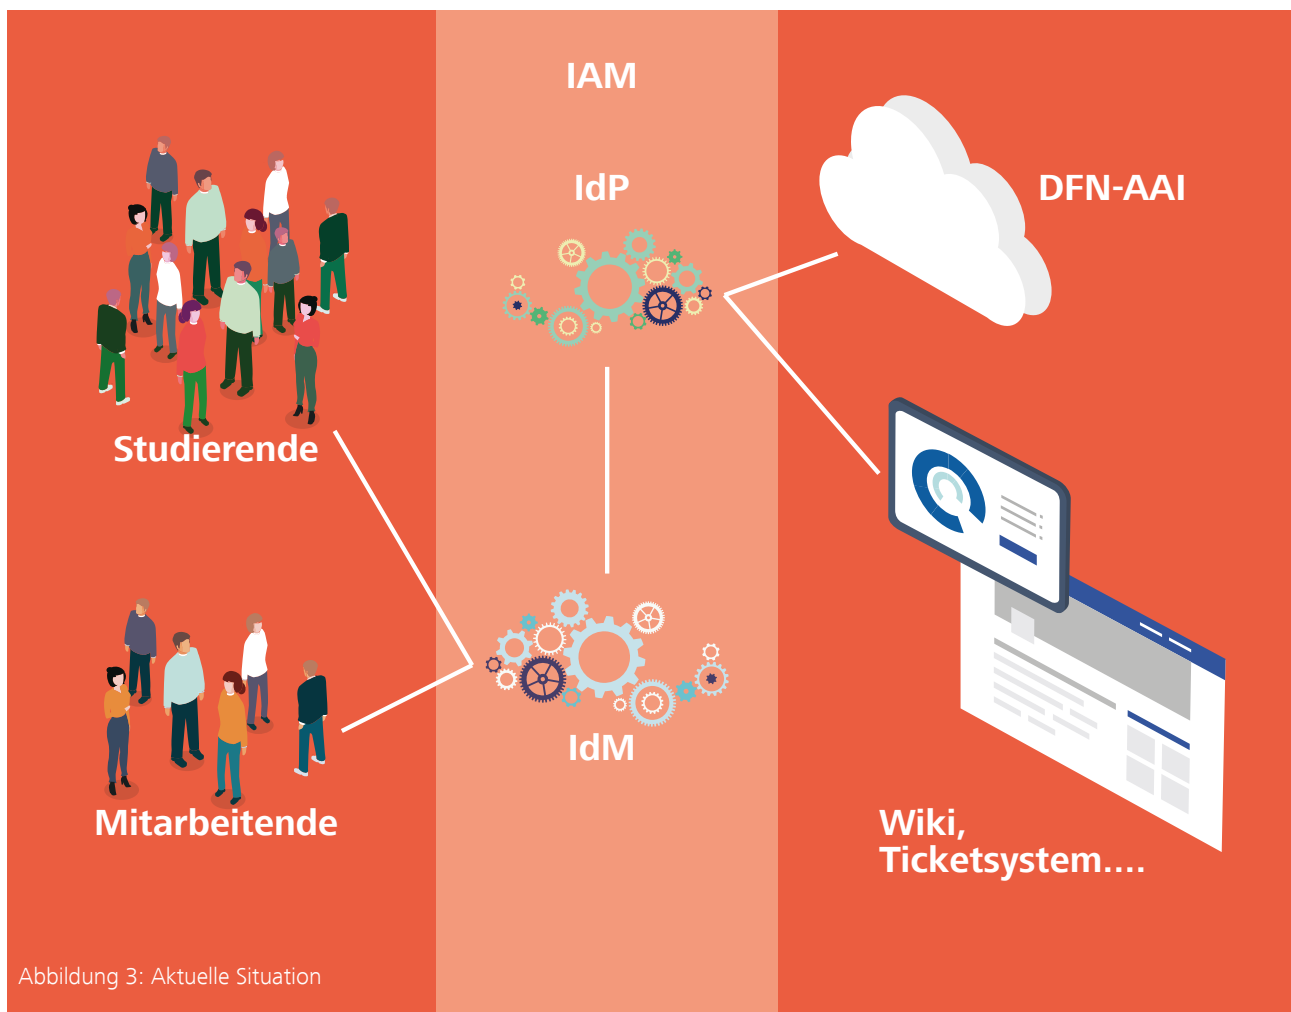 IAM
IdP
DFN-AAI
Studierende
IdM
Mitarbeitende
Wiki,
Ticketsystem....
Abbildung 3: Aktuelle Situation